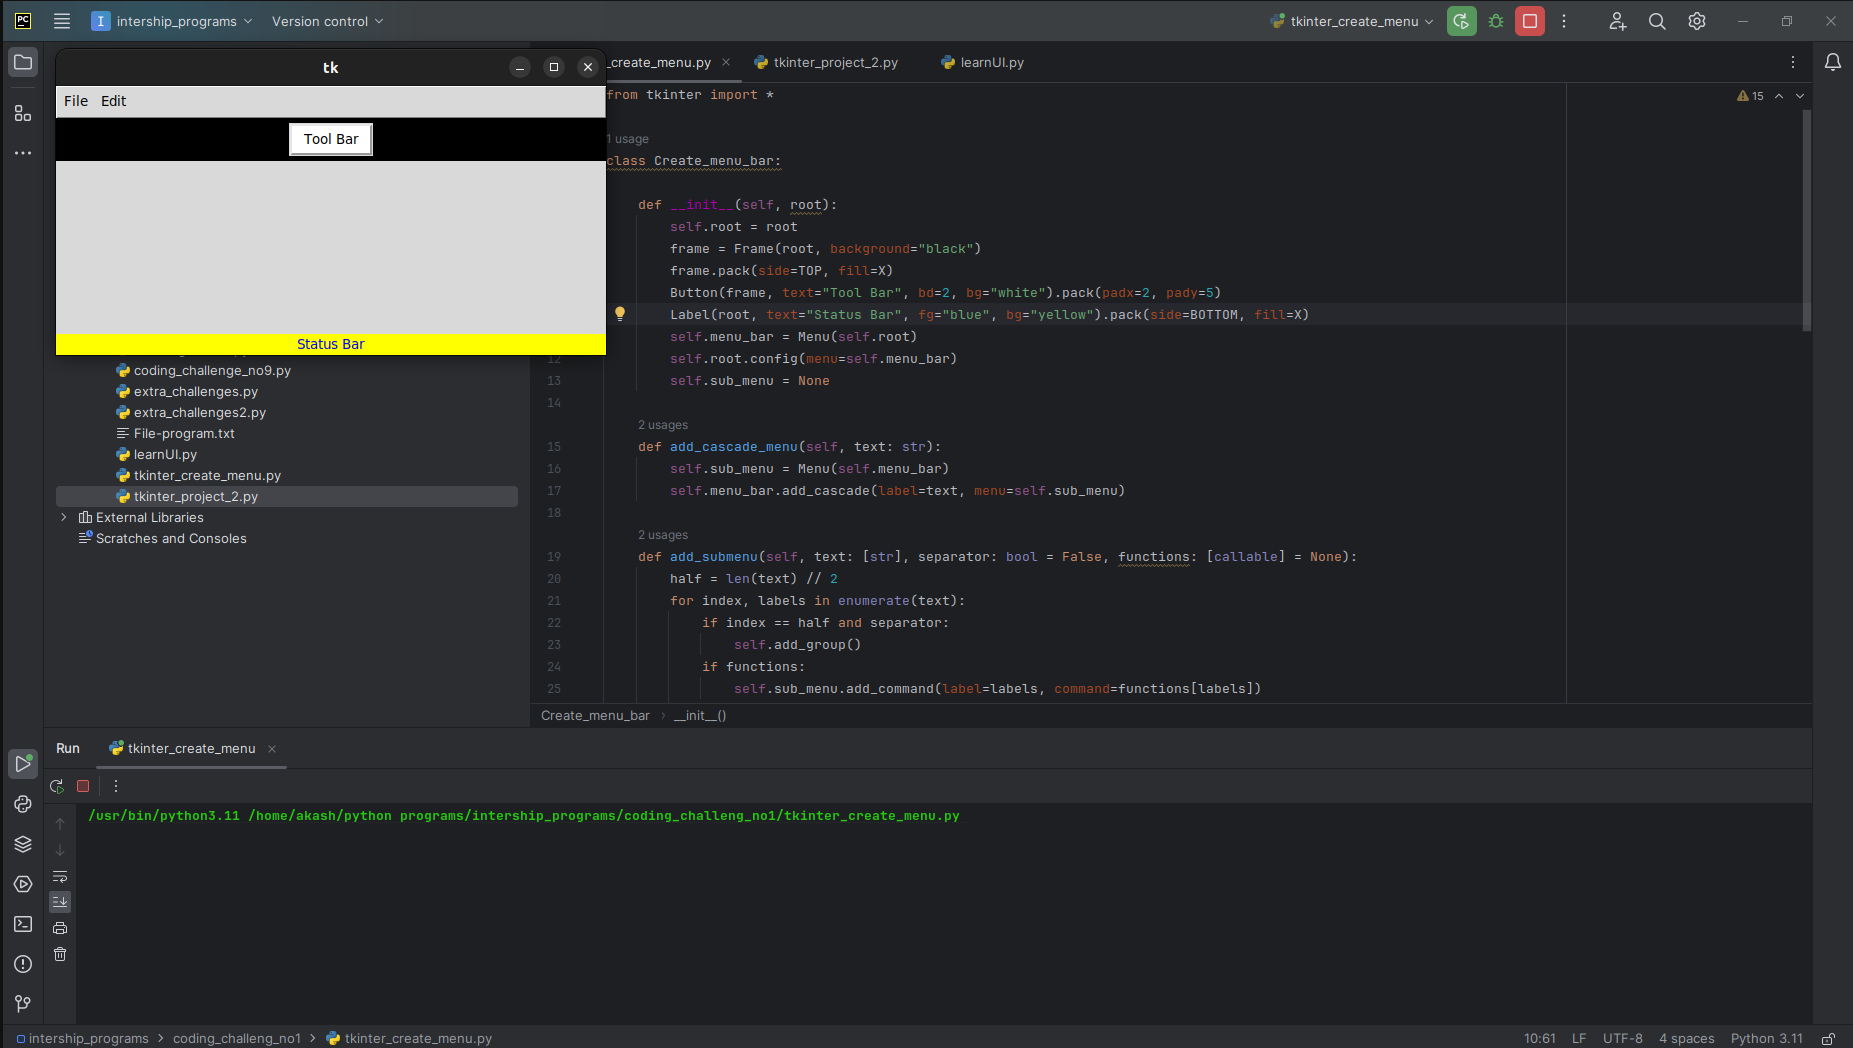 PC
I intership_programs
Version control
tkinter_create_menu
tk
File Edit
Tool Bar
Status Bar
coding_challenge_no9.py
extra_challenges.py
extra_challenges2.py
File-program.txt
learnUI.py
tkinter_create_menu.py
tkinter_project_2.py
External Libraries
Scratches and Consoles
_create_menu.py
tkinter_project_2.py
learnUI.py
15
from tkinter import *
1 usage
class Create_menu_bar:
def __init__(self, root):
self.root = root
frame = Frame(root, background="black")
frame.pack(side=TOP, fill=X)
Button(frame, text="Tool Bar", bd=2, bg="white").pack(padx=2, pady=5)
Label(root, text="Status Bar", fg="blue", bg="yellow").pack(side=BOTTOM, fill=X)
self.menu_bar = Menu(self.root)
12 self.root.config(menu=self.menu_bar)
13 self.sub_menu = None
14
2 usages
15 def add_cascade_menu(self, text: str):
16 self.sub_menu = Menu(self.menu_bar)
17 self.menu_bar.add_cascade(label=text, menu=self.sub_menu)
18
2 usages
19 def add_submenu(self, text: [str], separator: bool = False, functions: [callable] = None):
20 half = len(text) // 2
21 for index, labels in enumerate(text):
22 if index == half and separator:
23 self.add_group()
24 if functions:
25 self.sub_menu.add_command(label=labels, command=functions[labels])
Create_menu_bar > __init__()
Run tkinter_create_menu
/usr/bin/python3.11 /home/akash/python programs/intership_programs/coding_challeng_no1/tkinter_create_menu.py
intership_programs > coding_challeng_no1 > tkinter_create_menu.py
10:61 LF UTF-8 4 spaces Python 3.11